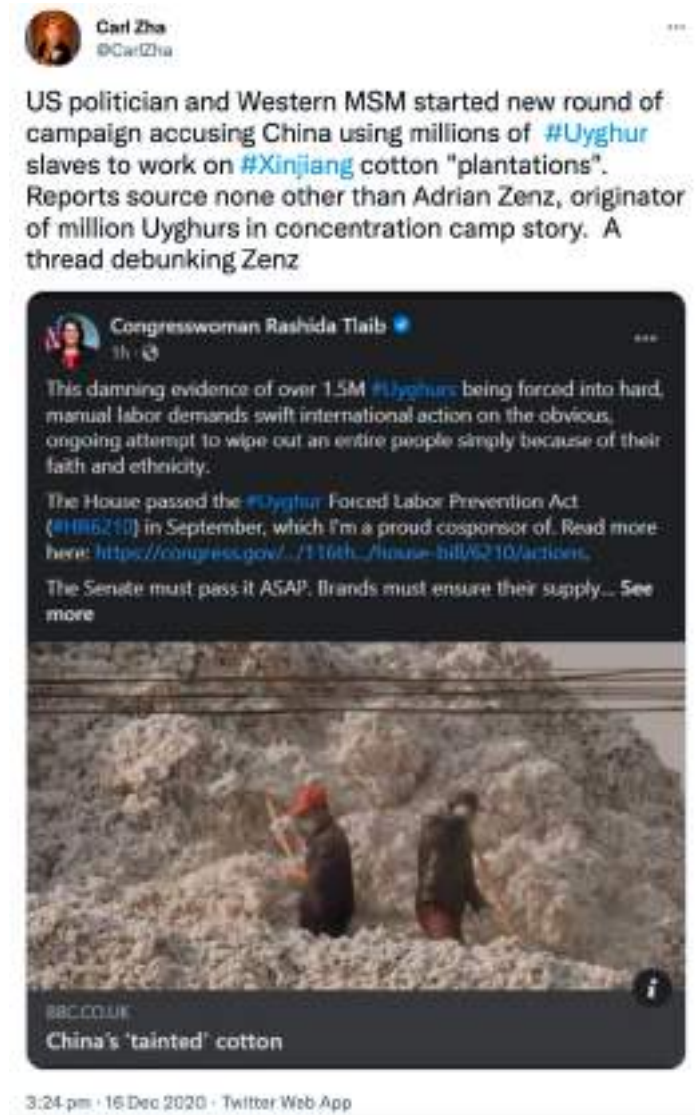 Carl Zha
@CarlZha
US politician and Western MSM started new round of
campaign accusing China using millions of #Uyghur
slaves to work on #Xinjiang cotton "plantations".
Reports source none other than Adrian Zenz, originator
of million Uyghurs in concentration camp story. A
thread debunking Zenz
Congresswoman Rashida Tlaib
1h ·
This damning evidence of over 1.5M #Uyghurs being forced into hard,
manual labor demands swift international action on the obvious,
ongoing attempt to wipe out an entire people simply because of their
faith and ethnicity.
The House passed the #Uyghur Forced Labor Prevention Act
(#HR6210) in September, which I'm a proud cosponsor of. Read more
here: https://congress.gov/../116th../house-bill/6210/actions.
The Senate must pass it ASAP. Brands must ensure their supply... See
more
BBC.CO.UK
China's 'tainted' cotton
3:24 pm · 16 Dec 2020 · Twitter Web App